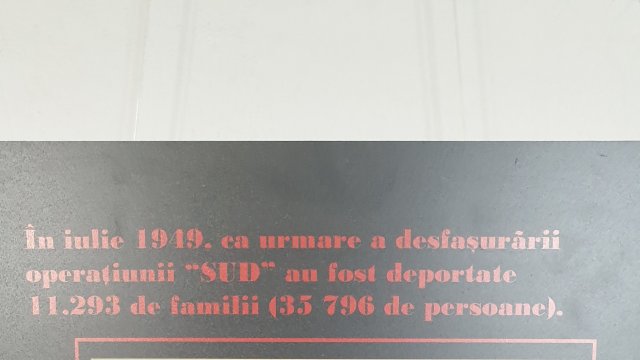 În iulie 1949, ca urmare a desfașurării
operațiunii “SUD” au fost deportate
11.293 de familii (35 796 de persoane).